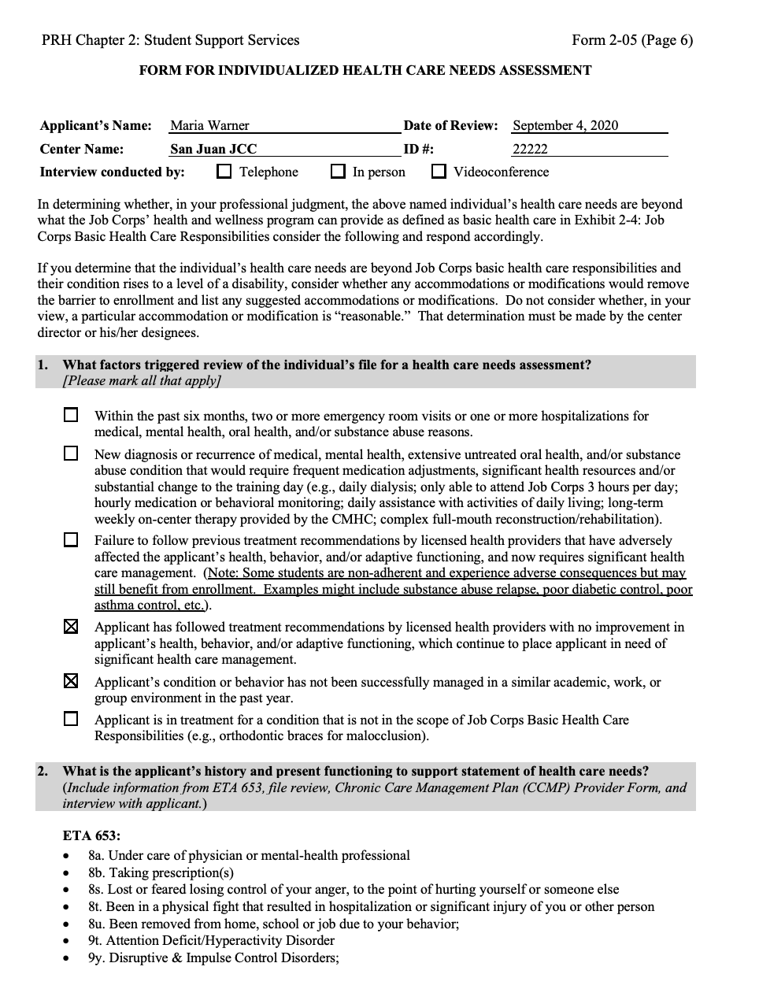 PRH Chapter 2: Student Support Services Form 2-05 (Page 6)
FORM FOR INDIVIDUALIZED HEALTH CARE NEEDS ASSESSMENT
Applicant’s Name: Maria Warner Date of Review: September 4, 2020
Center Name: San Juan JCC ID #: 22222
Interview conducted by: ☐ Telephone ☐ In person ☐ Videoconference
In determining whether, in your professional judgment, the above named individual’s health care needs are beyond
what the Job Corps’ health and wellness program can provide as defined as basic health care in Exhibit 2-4: Job
Corps Basic Health Care Responsibilities consider the following and respond accordingly.
If you determine that the individual’s health care needs are beyond Job Corps basic health care responsibilities and
their condition rises to a level of a disability, consider whether any accommodations or modifications would remove
the barrier to enrollment and list any suggested accommodations or modifications. Do not consider whether, in your
view, a particular accommodation or modification is “reasonable.” That determination must be made by the center
director or his/her designees.
1. What factors triggered review of the individual’s file for a health care needs assessment?
[Please mark all that apply]
☐ Within the past six months, two or more emergency room visits or one or more hospitalizations for
medical, mental health, oral health, and/or substance abuse reasons.
☐ New diagnosis or recurrence of medical, mental health, extensive untreated oral health, and/or substance
abuse condition that would require frequent medication adjustments, significant health resources and/or
substantial change to the training day (e.g., daily dialysis; only able to attend Job Corps 3 hours per day;
hourly medication or behavioral monitoring; daily assistance with activities of daily living; long-term
weekly on-center therapy provided by the CMHC; complex full-mouth reconstruction/rehabilitation).
☐ Failure to follow previous treatment recommendations by licensed health providers that have adversely
affected the applicant’s health, behavior, and/or adaptive functioning, and now requires significant health
care management. (Note: Some students are non-adherent and experience adverse consequences but may
still benefit from enrollment. Examples might include substance abuse relapse, poor diabetic control, poor
asthma control, etc.).
☒ Applicant has followed treatment recommendations by licensed health providers with no improvement in
applicant’s health, behavior, and/or adaptive functioning, which continue to place applicant in need of
significant health care management.
☒ Applicant’s condition or behavior has not been successfully managed in a similar academic, work, or
group environment in the past year.
☐ Applicant is in treatment for a condition that is not in the scope of Job Corps Basic Health Care
Responsibilities (e.g., orthodontic braces for malocclusion).
2. What is the applicant’s history and present functioning to support statement of health care needs?
(Include information from ETA 653, file review, Chronic Care Management Plan (CCMP) Provider Form, and
interview with applicant.)
ETA 653:
• 8a. Under care of physician or mental-health professional
• 8b. Taking prescription(s)
• 8s. Lost or feared losing control of your anger, to the point of hurting yourself or someone else
• 8t. Been in a physical fight that resulted in hospitalization or significant injury of you or other person
• 8u. Been removed from home, school or job due to your behavior;
• 9t. Attention Deficit/Hyperactivity Disorder
• 9y. Disruptive & Impulse Control Disorders;